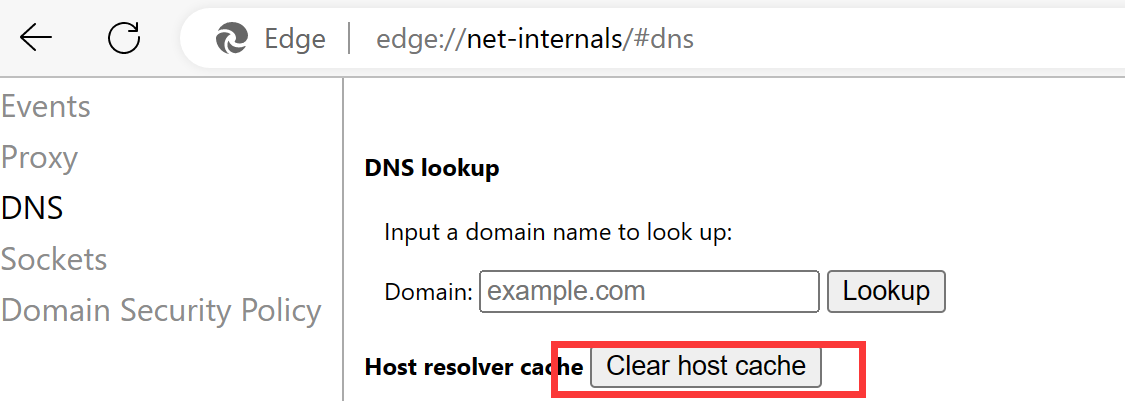 Edge edge://net-internals/#dns
Events
Proxy
DNS
Sockets
Domain Security Policy
DNS lookup
Input a domain name to look up:
Domain: example.com Lookup
Host resolver cache Clear host cache